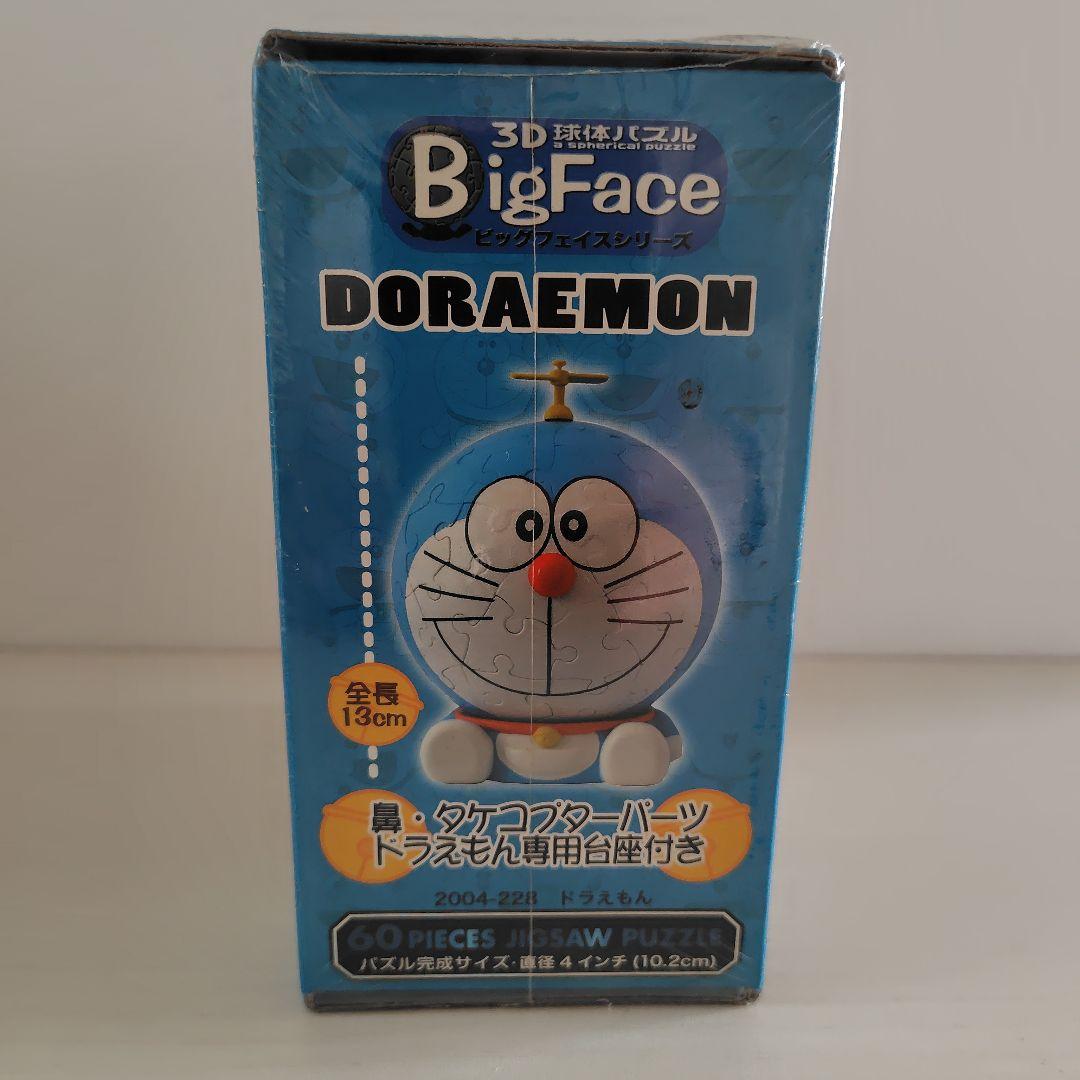 3D 球体パズル
a spherical puzzle
BigFace
ビッグフェイスシリーズ
DORAEMON
全長
13cm
鼻・タケコプターパーツ
ドラえもん専用台座付き
2004-228 ドラえもん
60 PIECES JIGSAW PUZZLE
パズル完成サイズ・直径4インチ(10.2cm)